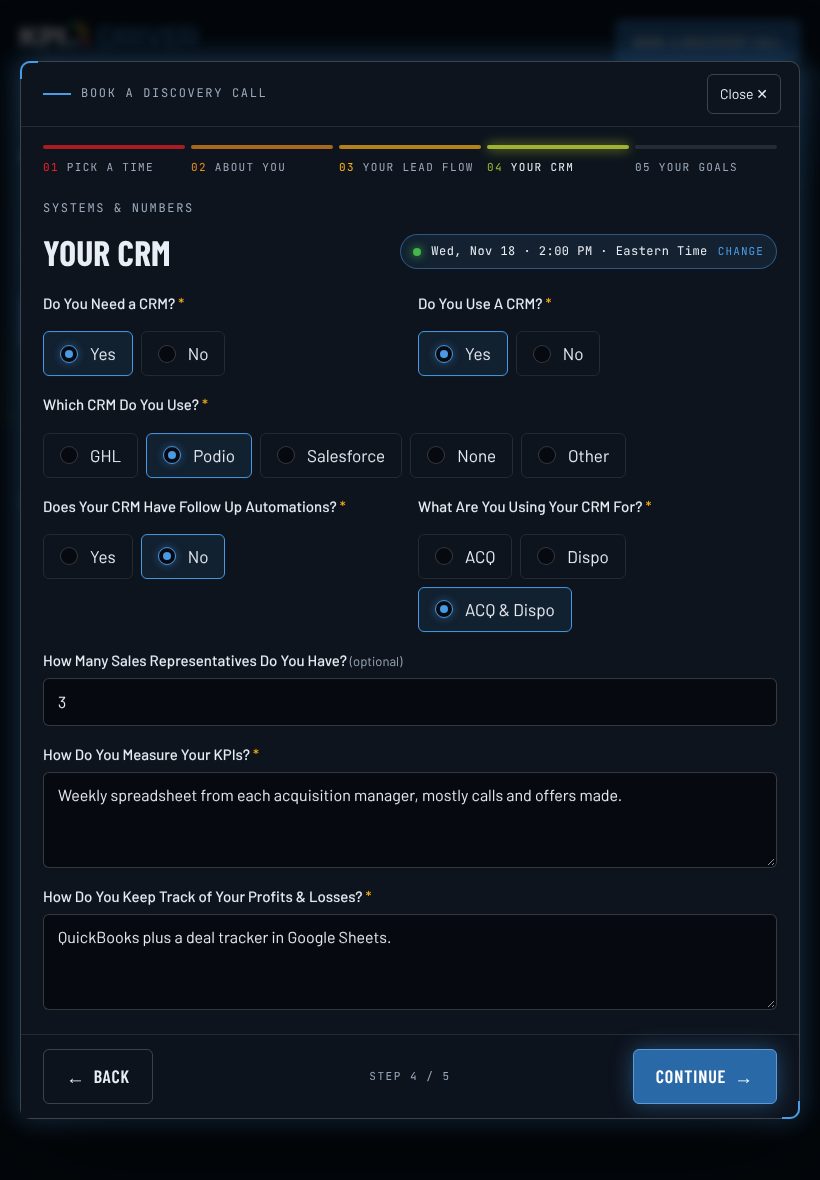 BOOK A DISCOVERY CALL
Close ✕
01 PICK A TIME 02 ABOUT YOU 03 YOUR LEAD FLOW 04 YOUR CRM 05 YOUR GOALS
SYSTEMS & NUMBERS
YOUR CRM
Wed, Nov 18 · 2:00 PM · Eastern Time CHANGE
Do You Need a CRM? *
Yes No
Do You Use A CRM? *
Yes No
Which CRM Do You Use? *
GHL Podio Salesforce None Other
Does Your CRM Have Follow Up Automations? *
Yes No
What Are You Using Your CRM For? *
ACQ Dispo
ACQ & Dispo
How Many Sales Representatives Do You Have? (optional)
3
How Do You Measure Your KPIs? *
Weekly spreadsheet from each acquisition manager, mostly calls and offers made.
How Do You Keep Track of Your Profits & Losses? *
QuickBooks plus a deal tracker in Google Sheets.
← BACK
STEP 4 / 5
CONTINUE →